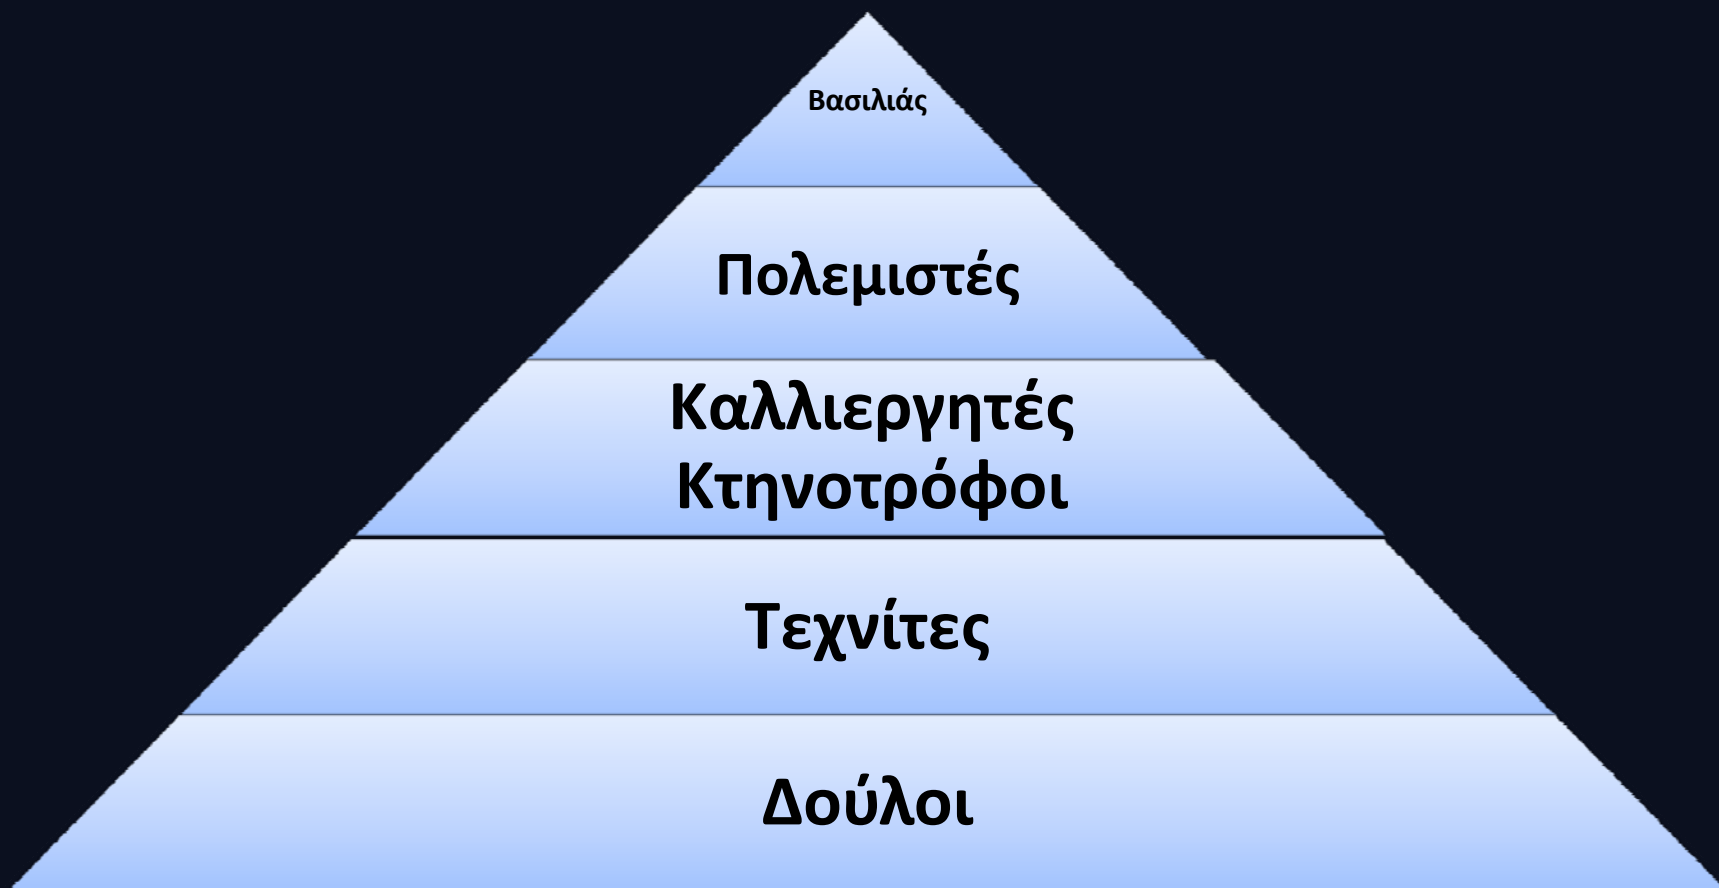 Βασιλιάς
Πολεμιστές
Καλλιεργητές
Κτηνοτρόφοι
Τεχνίτες
Δούλοι